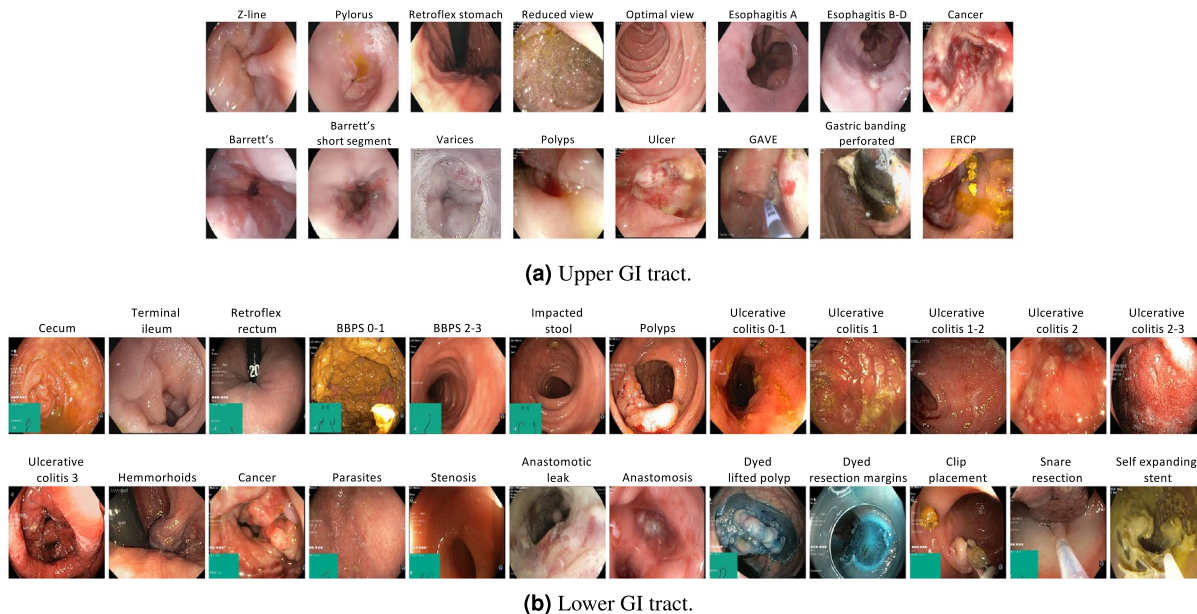 Z-line
Pylorus
Retroflex stomach
Reduced view
Optimal view
Esophagitis A
Esophagitis B-D
Cancer
Barrett's
Barrett's
short segment
Varices
Polyps
Ulcer
GAVE
Gastric banding
perforated
ERCP
(a) Upper GI tract.
Cecum
Terminal
ileum
Retroflex
rectum
BBPS 0-1
BBPS 2-3
Impacted
stool
Polyps
Ulcerative
colitis 0-1
Ulcerative
colitis 1
Ulcerative
colitis 1-2
Ulcerative
colitis 2
Ulcerative
colitis 2-3
20
Ulcerative
colitis 3
Hemmorhoids
Cancer
Parasites
Stenosis
Anastomotic
leak
Anastomosis
Dyed
lifted polyp
Dyed
resection margins
Clip
placement
Snare
resection
Self expanding
stent
(b) Lower GI tract.